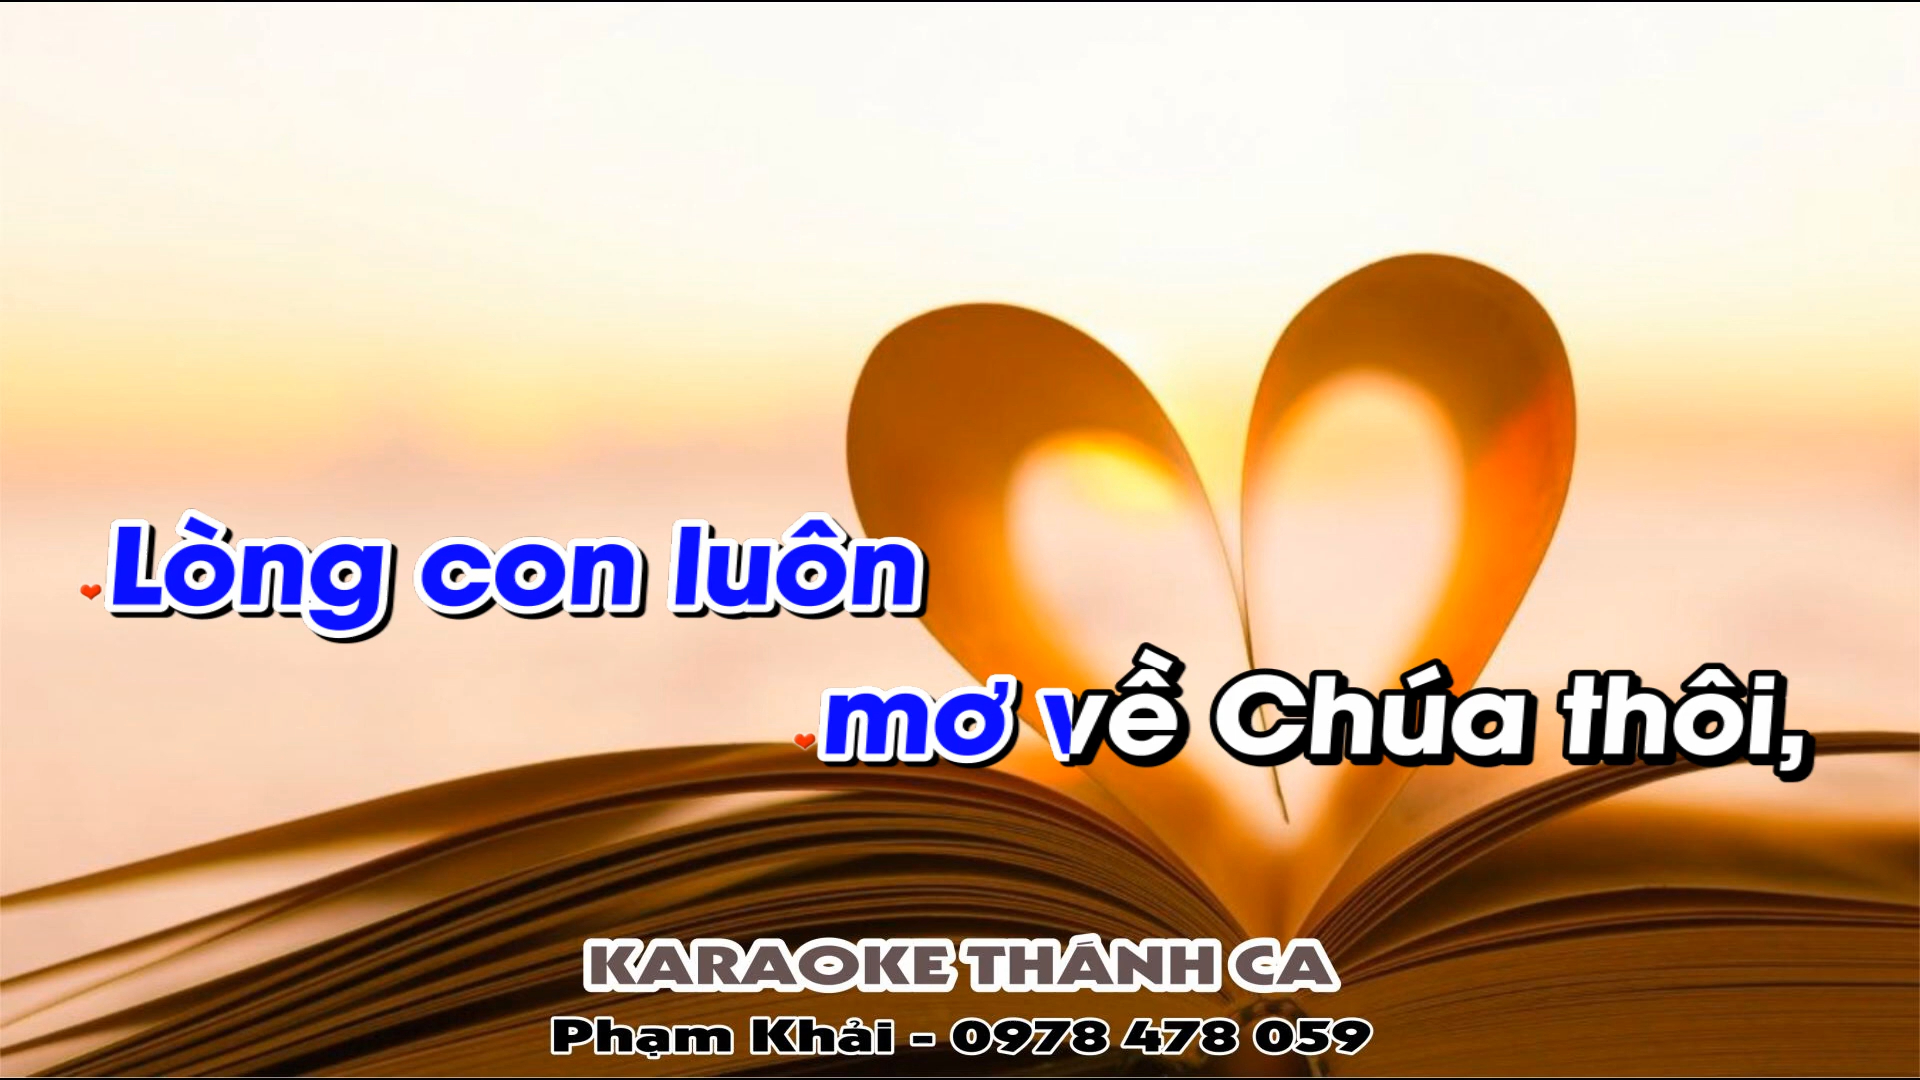 Lòng con luôn
mơ về Chúa thôi,
KARAOKE THÁNH CA
Phạm Khải - 0978 478 059